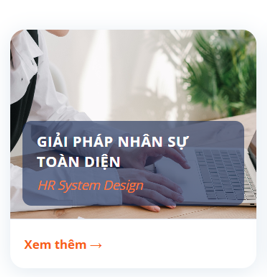 GIẢI PHÁP NHÂN SỰ
TOÀN DIỆN
HR System Design
Xem thêm →